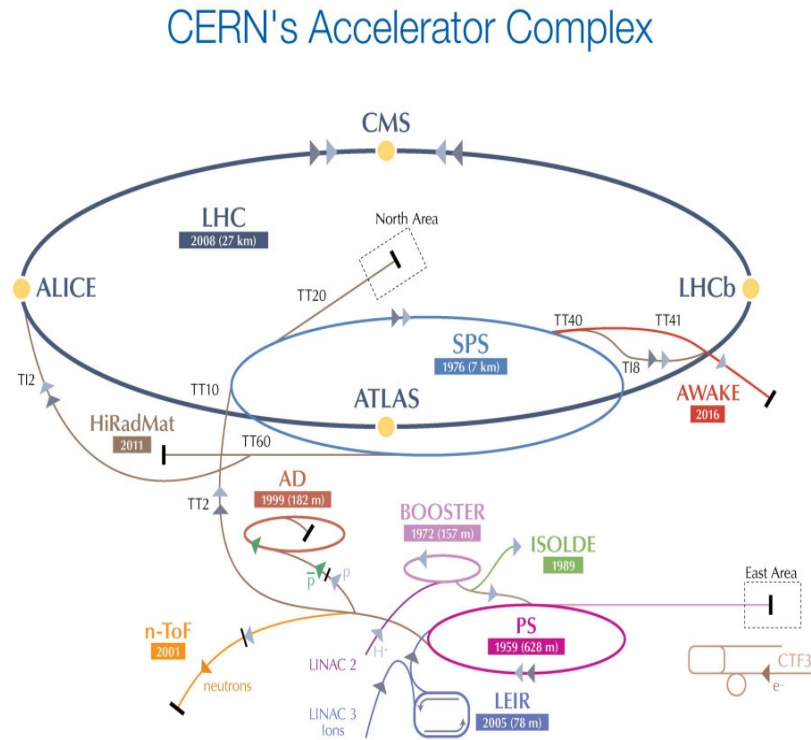 CERN's Accelerator Complex
CMS
LHC
2008 (27 km)
North Area
ALICE
LHCb
TT20
TT40
TT41
SPS
1976 (7 km)
TI8
TI2
TT10
ATLAS
AWAKE
2016
HiRadMat
2011
TT60
AD
1999 (182 m)
TT2
BOOSTER
1972 (157 m)
ISOLDE
1989
p
p
East Area
n-ToF
2001
PS
1959 (628 m)
H+
LINAC 2
neutrons
CTF3
e–
LEIR
2005 (78 m)
LINAC 3
Ions